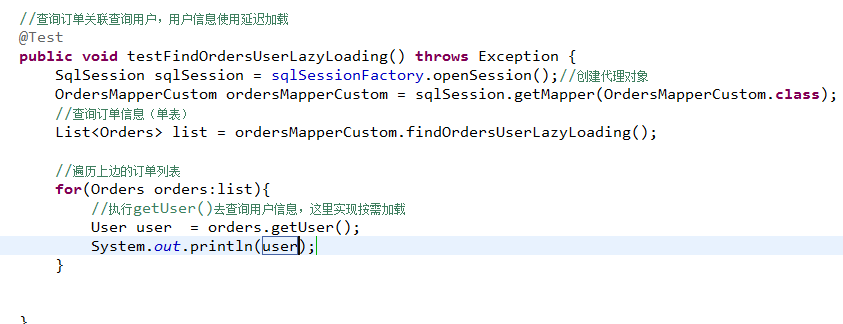 //查询订单关联查询用户，用户信息使用延迟加载
@Test
public void testFindOrdersUserLazyLoading() throws Exception {
SqlSession sqlSession = sqlSessionFactory.openSession();//创建代理对象
OrdersMapperCustom ordersMapperCustom = sqlSession.getMapper(OrdersMapperCustom.class);
//查询订单信息（单表）
List<Orders> list = ordersMapperCustom.findOrdersUserLazyLoading();
//遍历上边的订单列表
for(Orders orders:list){
//执行getUser()去查询用户信息，这里实现按需加载
User user  = orders.getUser();
System.out.println(user);
}
}